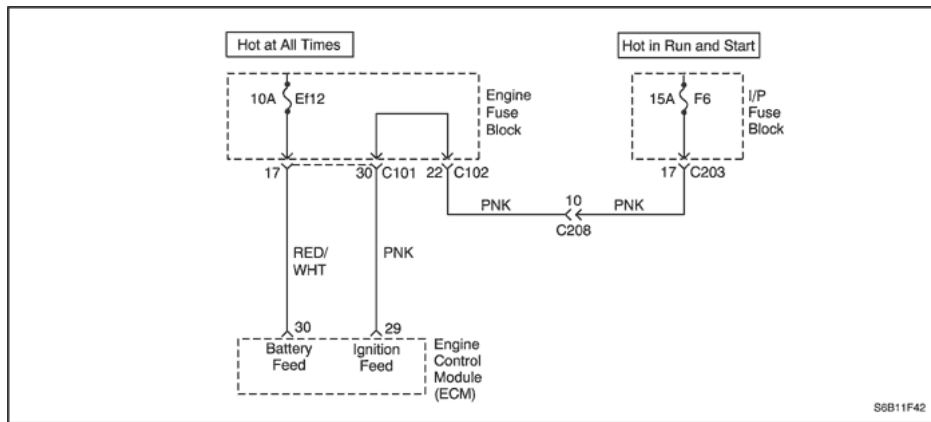 Hot at All Times
Hot in Run and Start
10A Ef12
Engine
Fuse
Block
15A F6
I/P
Fuse
Block
17
30 C101
22 C102
17 C203
PNK
10
C208
PNK
RED/
WHT
PNK
30
29
Battery
Feed
Ignition
Feed
Engine
Control
Module
(ECM)
S6B11F42